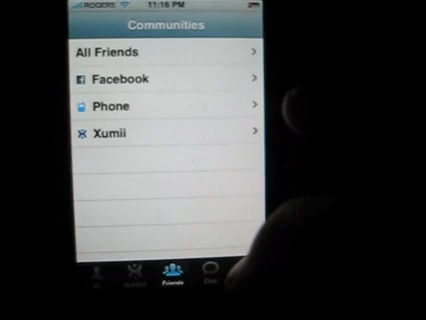 ROGERS 11:16 PM
Communities
All Friends
Facebook
Phone
Xumii
Friends